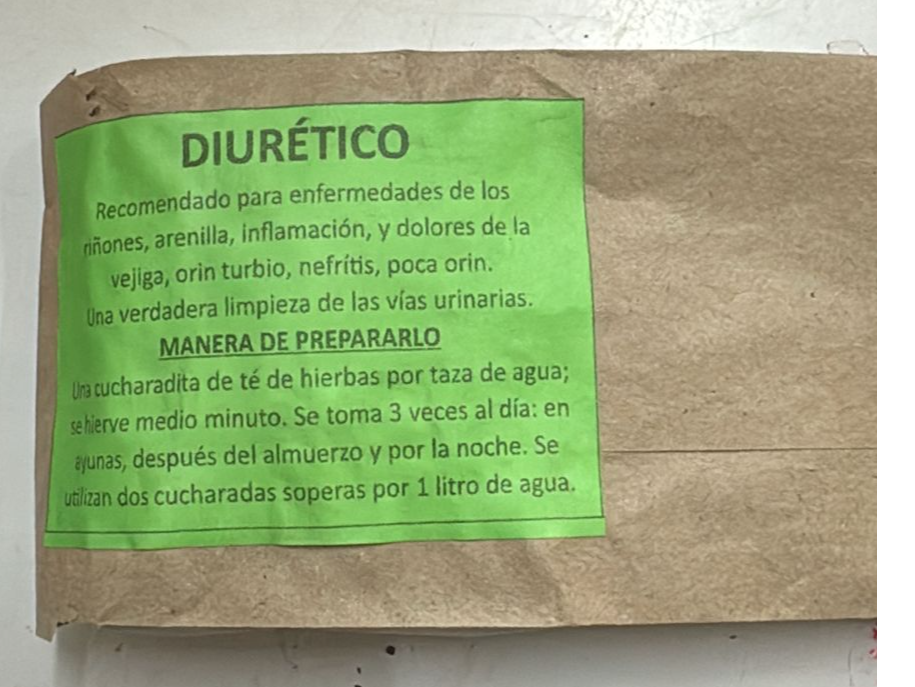 DIURÉTICO
Recomendado para enfermedades de los
riñones, arenilla, inflamación, y dolores de la
vejiga, orin turbio, nefrítis, poca orin.
Una verdadera limpieza de las vías urinarias.
MANERA DE PREPARARLO
Una cucharadita de té de hierbas por taza de agua;
se hierve medio minuto. Se toma 3 veces al día: en
ayunas, después del almuerzo y por la noche. Se
utilizan dos cucharadas soperas por 1 litro de agua.